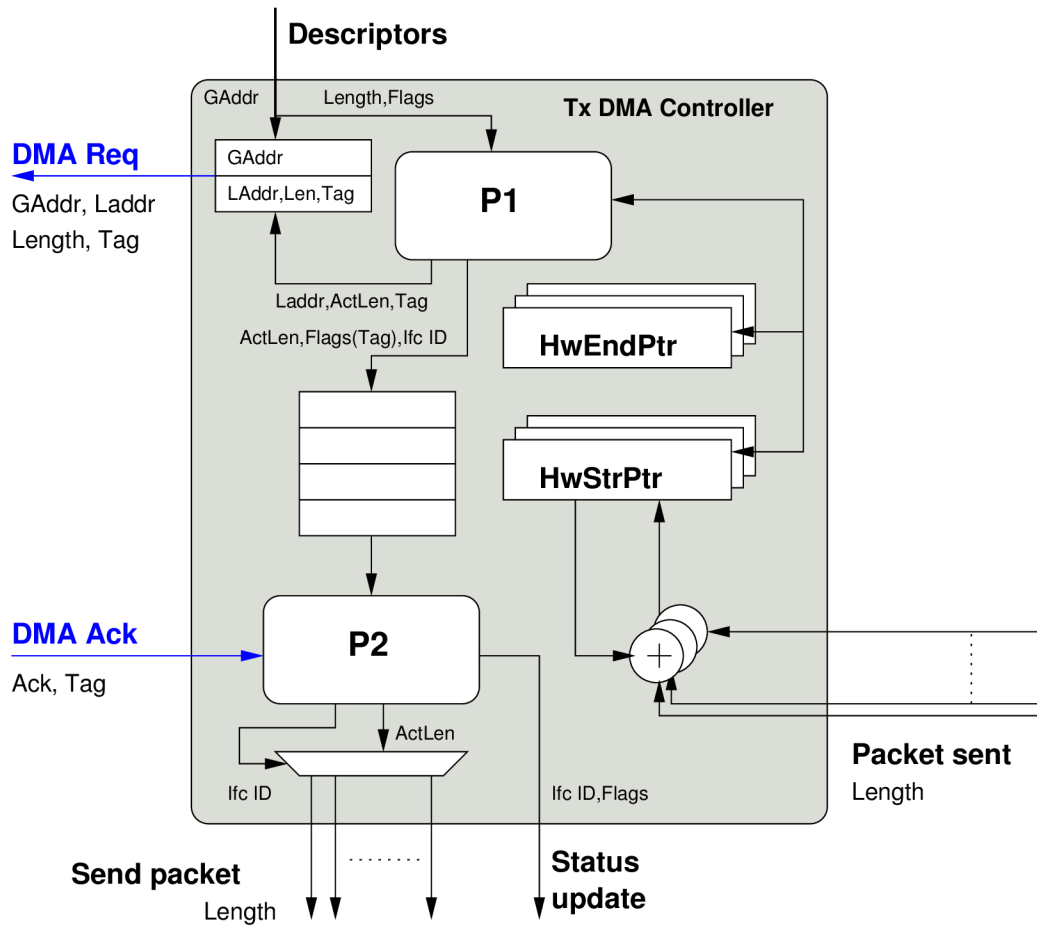 Descriptors
GAddr
Length,Flags
Tx DMA Controller
DMA Req
GAddr
LAddr,Len,Tag
P1
GAddr, Laddr
Length, Tag
Laddr,ActLen,Tag
ActLen,Flags(Tag),Ifc ID
HwEndPtr
HwStrPtr
DMA Ack
P2
Ack, Tag
ActLen
Packet sent
Length
Ifc ID
Ifc ID,Flags
Send packet
Length
Status
update